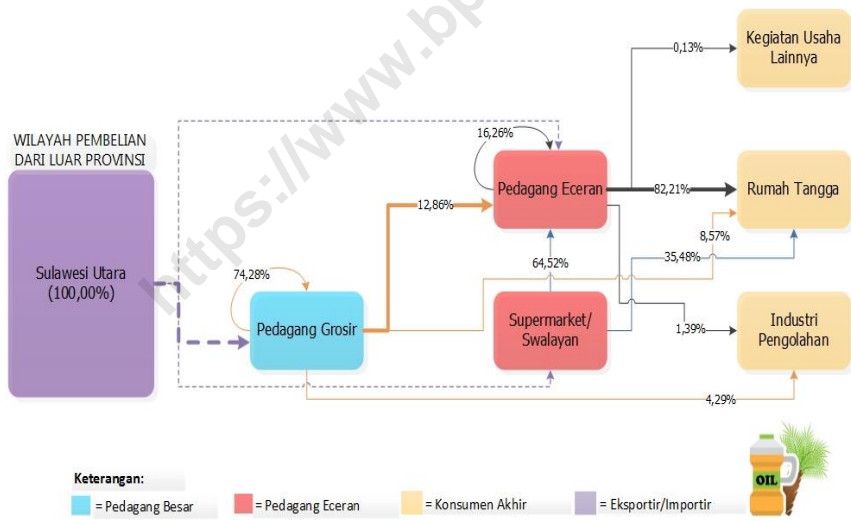 https://www.bp
WILAYAH PEMBELIAN
DARI LUAR PROVINSI
Sulawesi Utara
(100,00%)
74,28%
Pedagang Grosir
12,86%
16,26%
Pedagang Eceran
64,52%
Supermarket/
Swalayan
0,13%
82,21%
8,57%
35,48%
1,39%
4,29%
Kegiatan Usaha
Lainnya
Rumah Tangga
Industri
Pengolahan
OIL
Keterangan:
= Pedagang Besar
= Pedagang Eceran
= Konsumen Akhir
= Eksportir/Importir